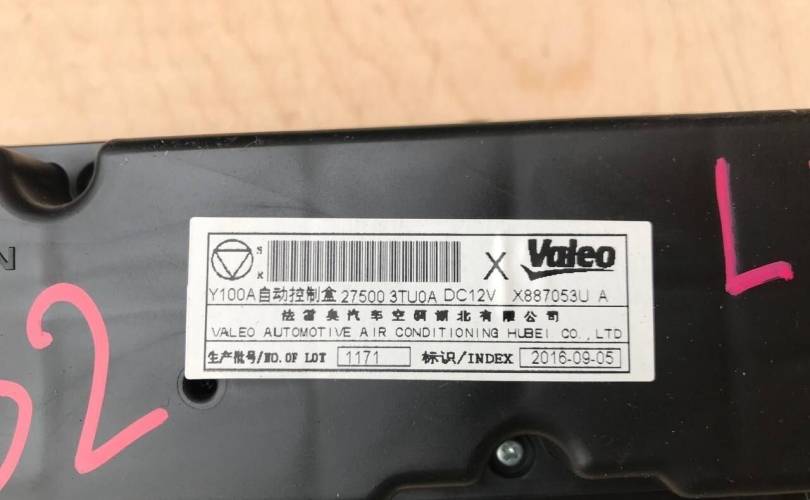 S
K
X Valeo
Y100A自动控制盒 27500 3TU0A DC12V X887053U A
法雷奥汽车空调湖北有限公司
VALEO AUTOMOTIVE AIR CONDITIONING HUBEI CO., LTD
生产批号/NO.OF LOT 1171 标识/INDEX 2016-09-05
N
2
L